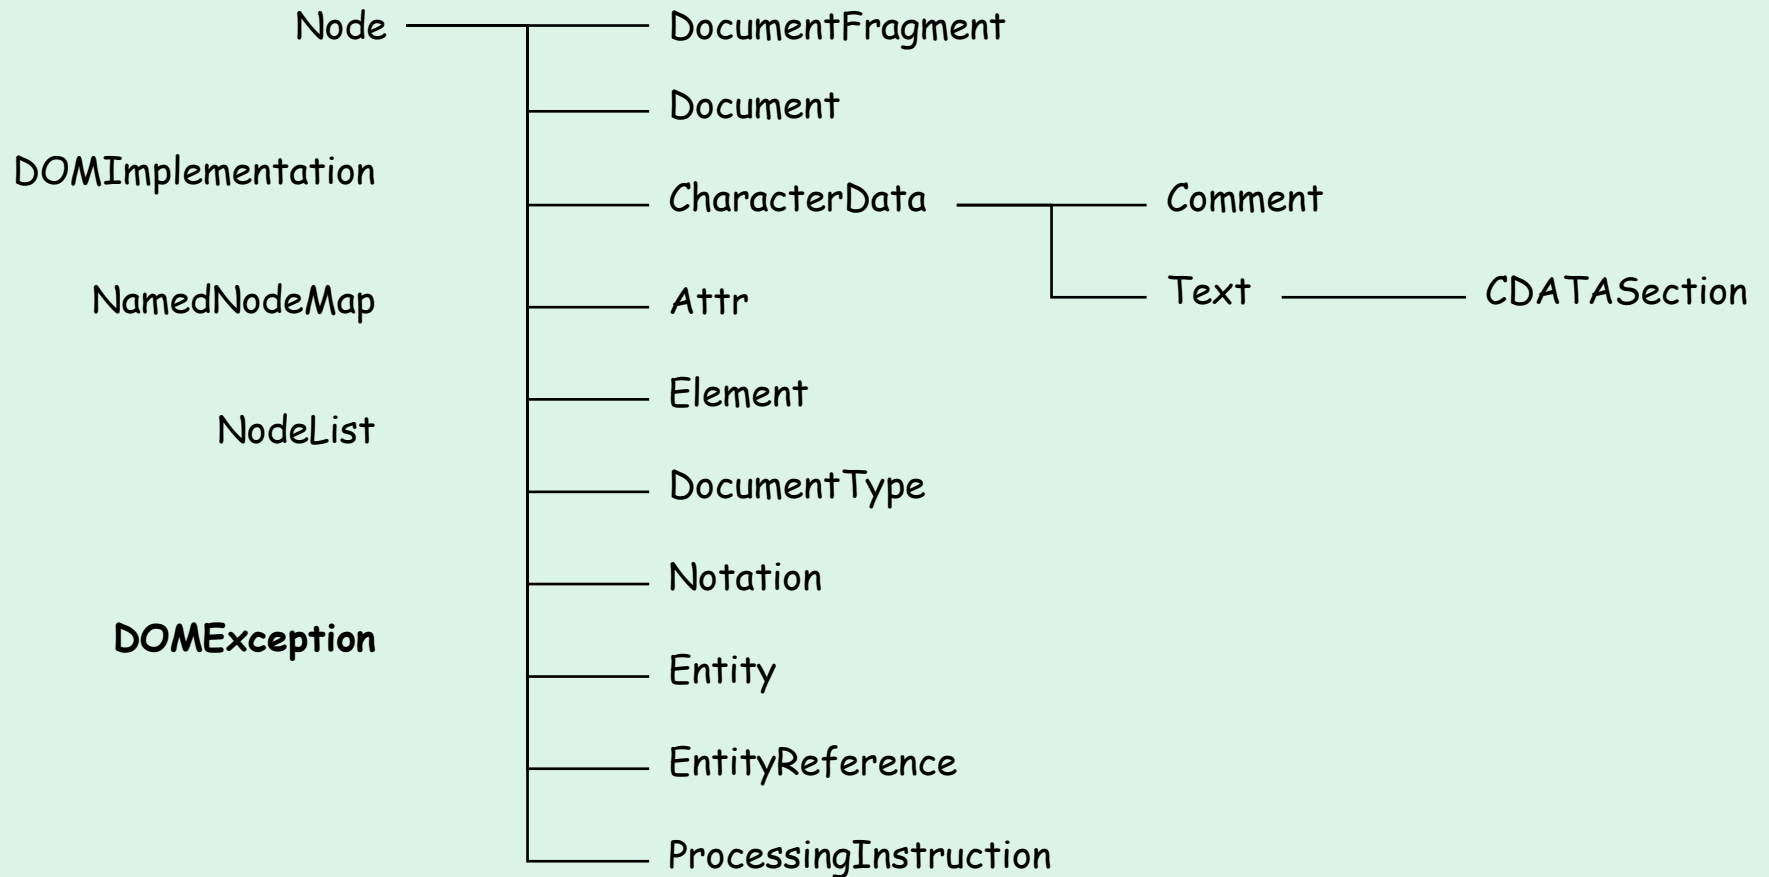 Node
DocumentFragment
Document
DOMImplementation
CharacterData
Comment
NamedNodeMap
Attr
Text
CDATASection
Element
NodeList
DocumentType
Notation
DOMException
Entity
EntityReference
ProcessingInstruction